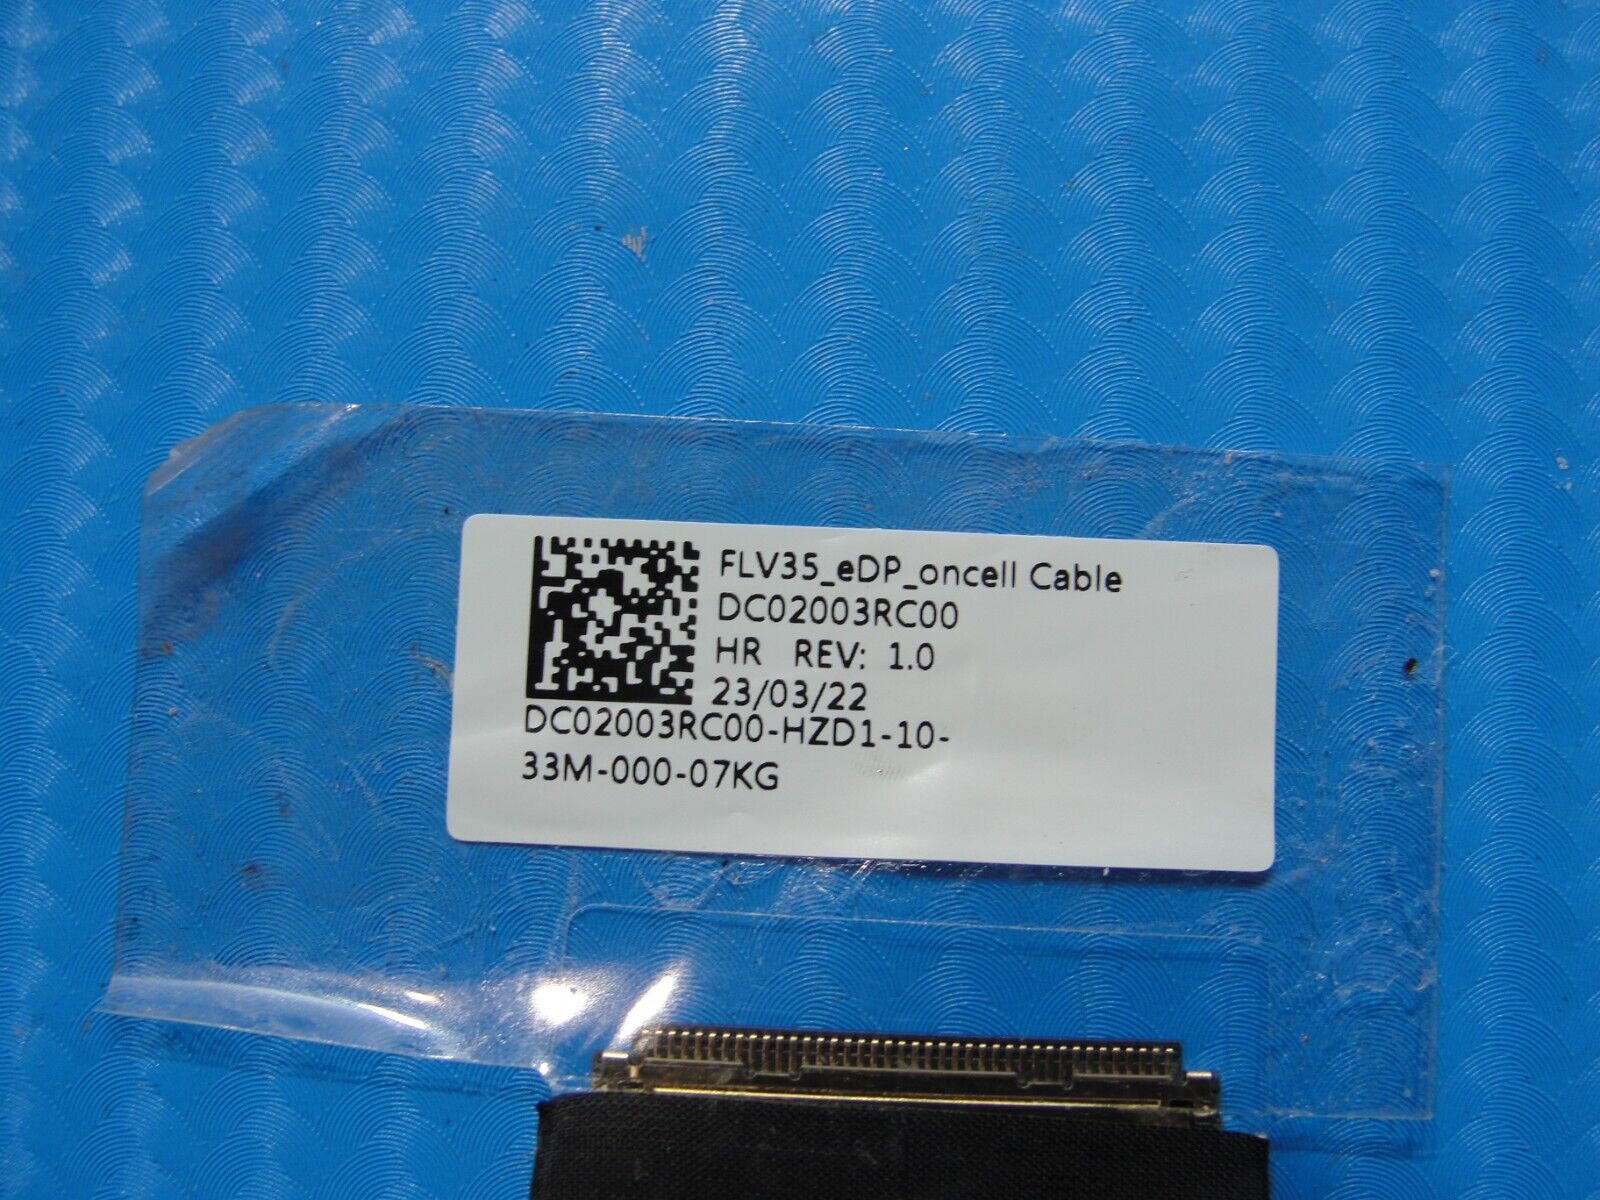 FLV35_eDP_oncell Cable
DC02003RC00
HR REV: 1.0
23/03/22
DC02003RC00-HZD1-10-
33M-000-07KG